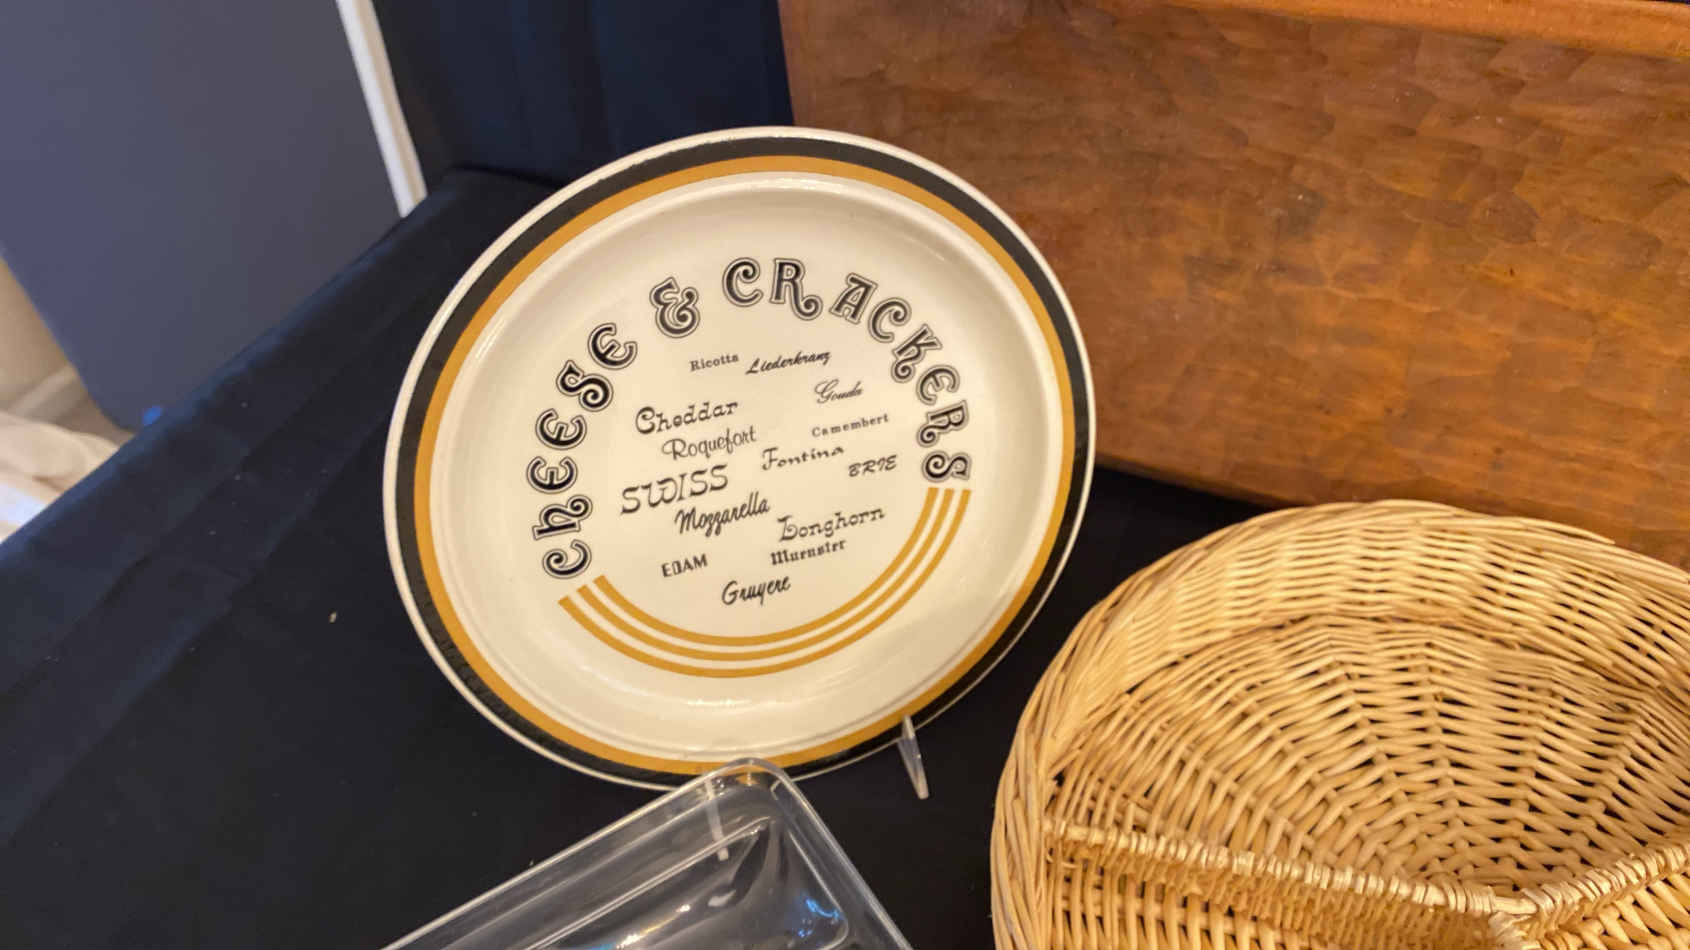 CHEESE & CRACKERS
Ricotta
Liederkranz
Gouda
Cheddar
Camembert
Roquefort
Fontina
BRIE
SWISS
Mozzarella
Longhorn
Muenster
EDAM
Gruyere